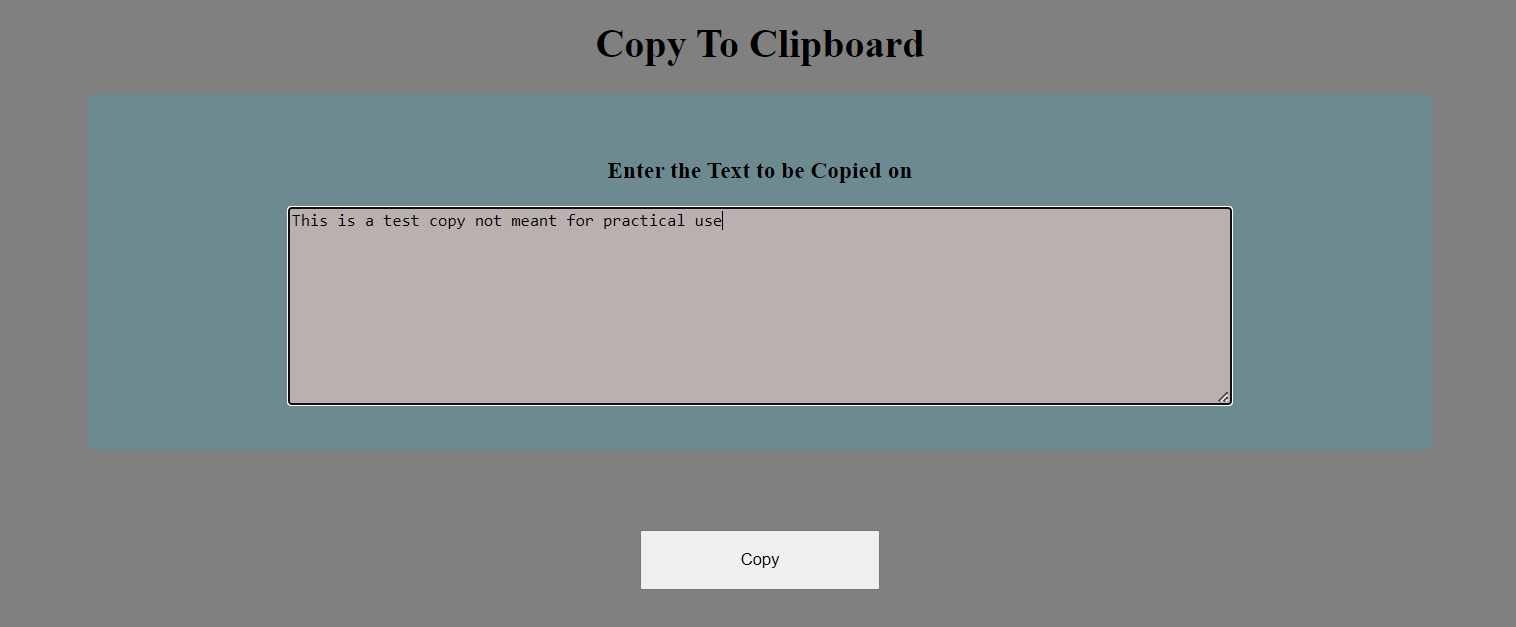 Copy To Clipboard
Enter the Text to be Copied on
This is a test copy not meant for practical use
Copy